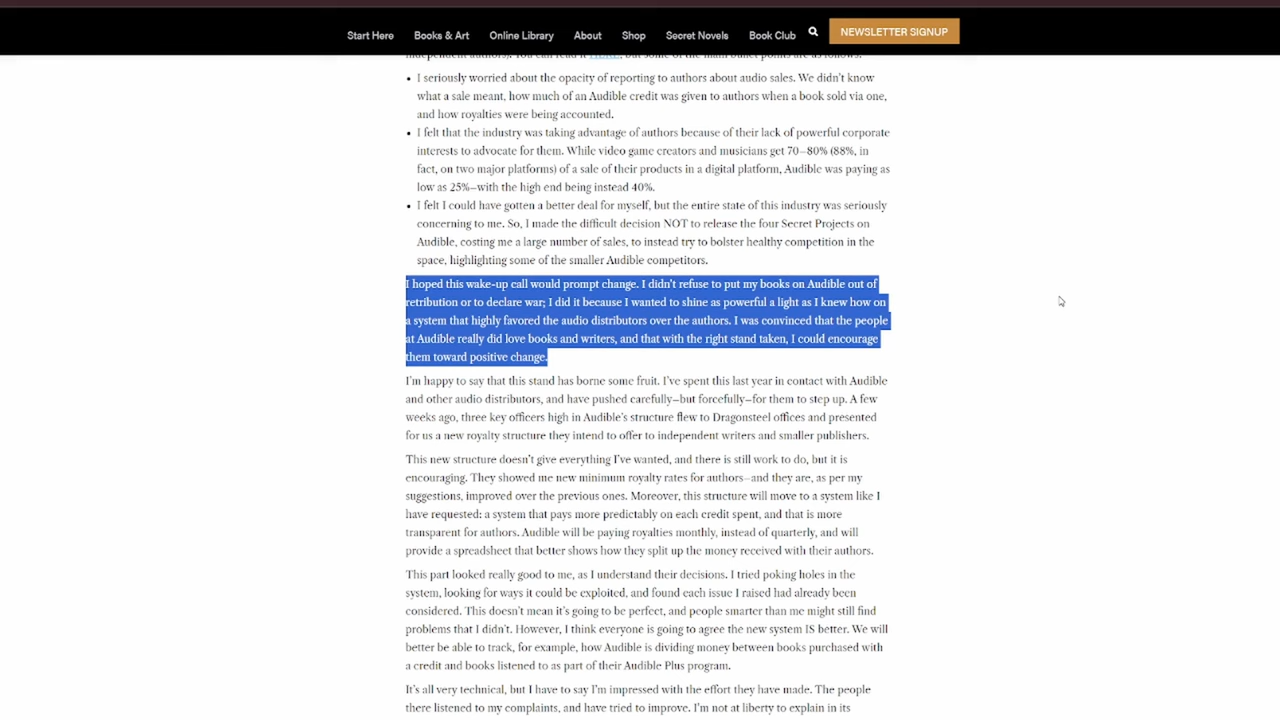 Start Here Books & Art Online Library About Shop Secret Novels Book Club NEWSLETTER SIGNUP
independent authors). You can read it HERE, but some of the main bullet points are as follows:
• I seriously worried about the opacity of reporting to authors about audio sales. We didn't know
what a sale meant, how much of an Audible credit was given to authors when a book sold via one,
and how royalties were being accounted.
• I felt that the industry was taking advantage of authors because of their lack of powerful corporate
interests to advocate for them. While video game creators and musicians get 70–80% (88%, in
fact, on two major platforms) of a sale of their products in a digital platform, Audible was paying as
low as 25%—with the high end being instead 40%.
• I felt I could have gotten a better deal for myself, but the entire state of this industry was seriously
concerning to me. So, I made the difficult decision NOT to release the four Secret Projects on
Audible, costing me a large number of sales, to instead try to bolster healthy competition in the
space, highlighting some of the smaller Audible competitors.
I hoped this wake-up call would prompt change. I didn't refuse to put my books on Audible out of
retribution or to declare war; I did it because I wanted to shine as powerful a light as I knew how on
a system that highly favored the audio distributors over the authors. I was convinced that the people
at Audible really did love books and writers, and that with the right stand taken, I could encourage
them toward positive change.
I'm happy to say that this stand has borne some fruit. I've spent this last year in contact with Audible
and other audio distributors, and have pushed carefully—but forcefully—for them to step up. A few
weeks ago, three key officers high in Audible's structure flew to Dragonsteel offices and presented
for us a new royalty structure they intend to offer to independent writers and smaller publishers.
This new structure doesn't give everything I've wanted, and there is still work to do, but it is
encouraging. They showed me new minimum royalty rates for authors—and they are, as per my
suggestions, improved over the previous ones. Moreover, this structure will move to a system like I
have requested: a system that pays more predictably on each credit spent, and that is more
transparent for authors. Audible will be paying royalties monthly, instead of quarterly, and will
provide a spreadsheet that better shows how they split up the money received with their authors.
This part looked really good to me, as I understand their decisions. I tried poking holes in the
system, looking for ways it could be exploited, and found each issue I raised had already been
considered. This doesn't mean it's going to be perfect, and people smarter than me might still find
problems that I didn't. However, I think everyone is going to agree the new system IS better. We will
better be able to track, for example, how Audible is dividing money between books purchased with
a credit and books listened to as part of their Audible Plus program.
It's all very technical, but I have to say I'm impressed with the effort they have made. The people
there listened to my complaints, and have tried to improve. I'm not at liberty to explain in its